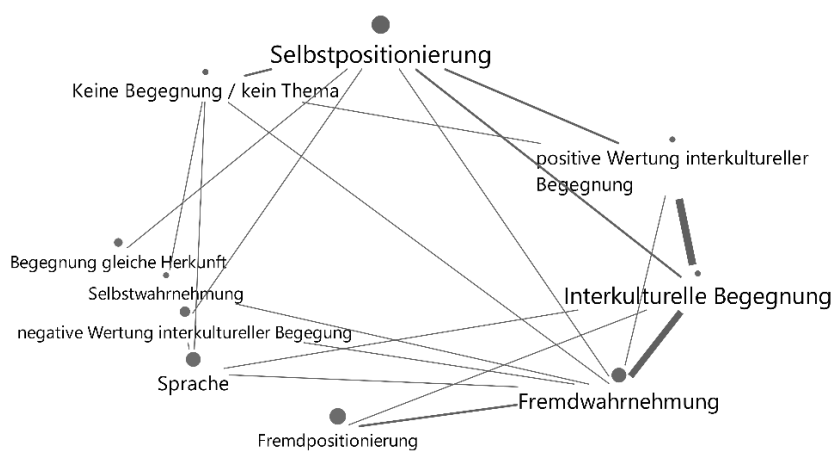 Selbstpositionierung
Keine Begegnung / kein Thema
positive Wertung interkultureller
Begegnung
Begegnung gleiche Herkunft
Selbstwahrnehmung
Interkulturelle Begegnung
negative Wertung interkultureller Begegung
Sprache
Fremdwahrnehmung
Fremdpositionierung